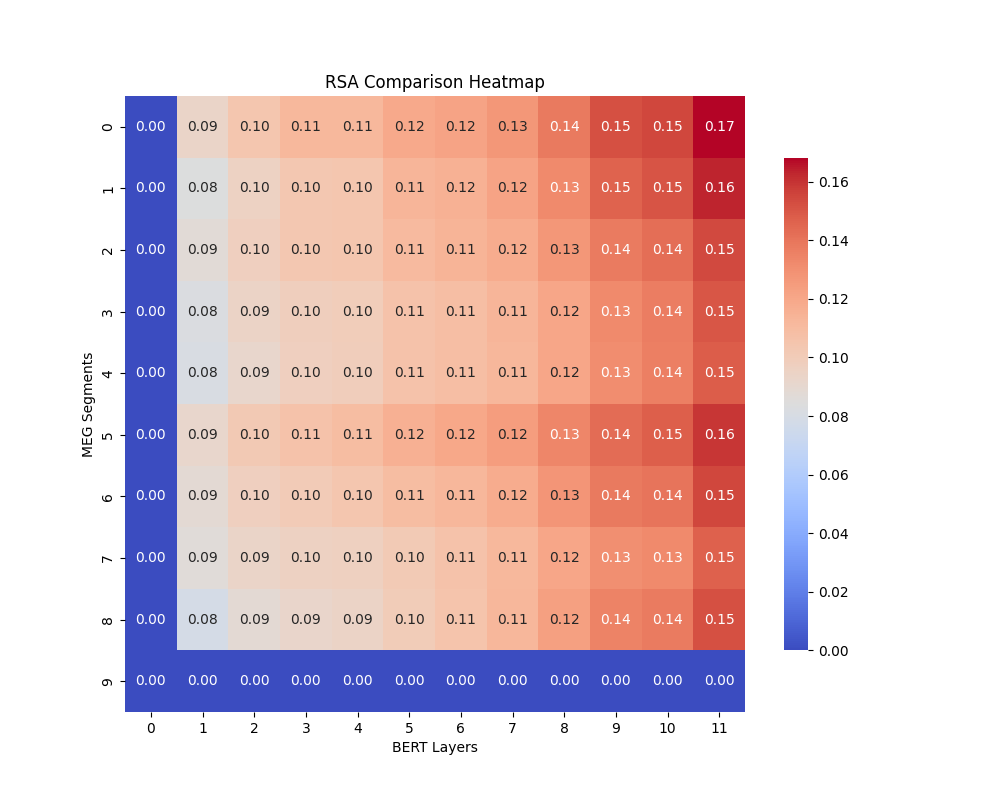 RSA Comparison Heatmap
0 0.00 0.09 0.10 0.11 0.11 0.12 0.12 0.13 0.14 0.15 0.15 0.17
1 0.00 0.08 0.10 0.10 0.10 0.11 0.12 0.12 0.13 0.15 0.15 0.16
2 0.00 0.09 0.10 0.10 0.10 0.11 0.11 0.12 0.13 0.14 0.14 0.15
3 0.00 0.08 0.09 0.10 0.10 0.11 0.11 0.11 0.12 0.13 0.14 0.15
4 0.00 0.08 0.09 0.10 0.10 0.11 0.11 0.11 0.12 0.13 0.14 0.15
5 0.00 0.09 0.10 0.11 0.11 0.12 0.12 0.12 0.13 0.14 0.15 0.16
6 0.00 0.09 0.10 0.10 0.10 0.11 0.11 0.12 0.13 0.14 0.14 0.15
7 0.00 0.09 0.09 0.10 0.10 0.10 0.11 0.11 0.12 0.13 0.13 0.15
8 0.00 0.08 0.09 0.09 0.09 0.10 0.11 0.11 0.12 0.14 0.14 0.15
9 0.00 0.00 0.00 0.00 0.00 0.00 0.00 0.00 0.00 0.00 0.00 0.00
0 1 2 3 4 5 6 7 8 9 10 11
BERT Layers
MEG Segments
0.16
0.14
0.12
0.10
0.08
0.06
0.04
0.02
0.00